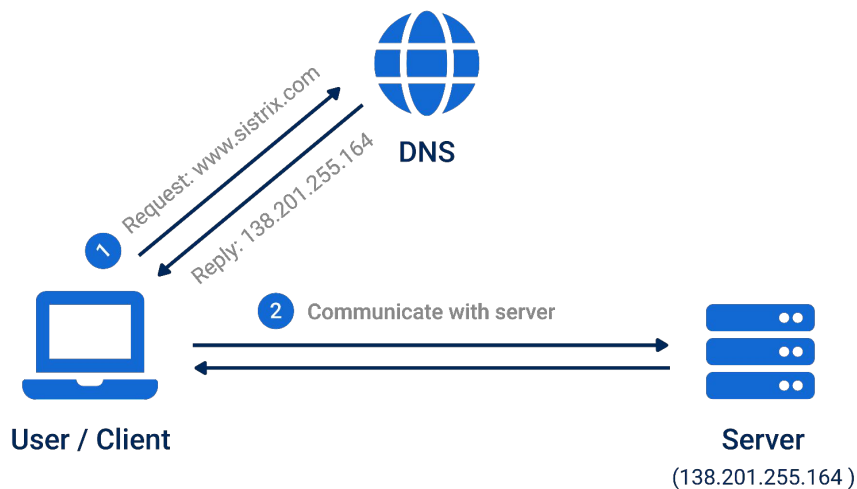 DNS
Request: www.sistrix.com
Reply: 138.201.255.164
1
2 Communicate with server
User / Client
Server
(138.201.255.164 )